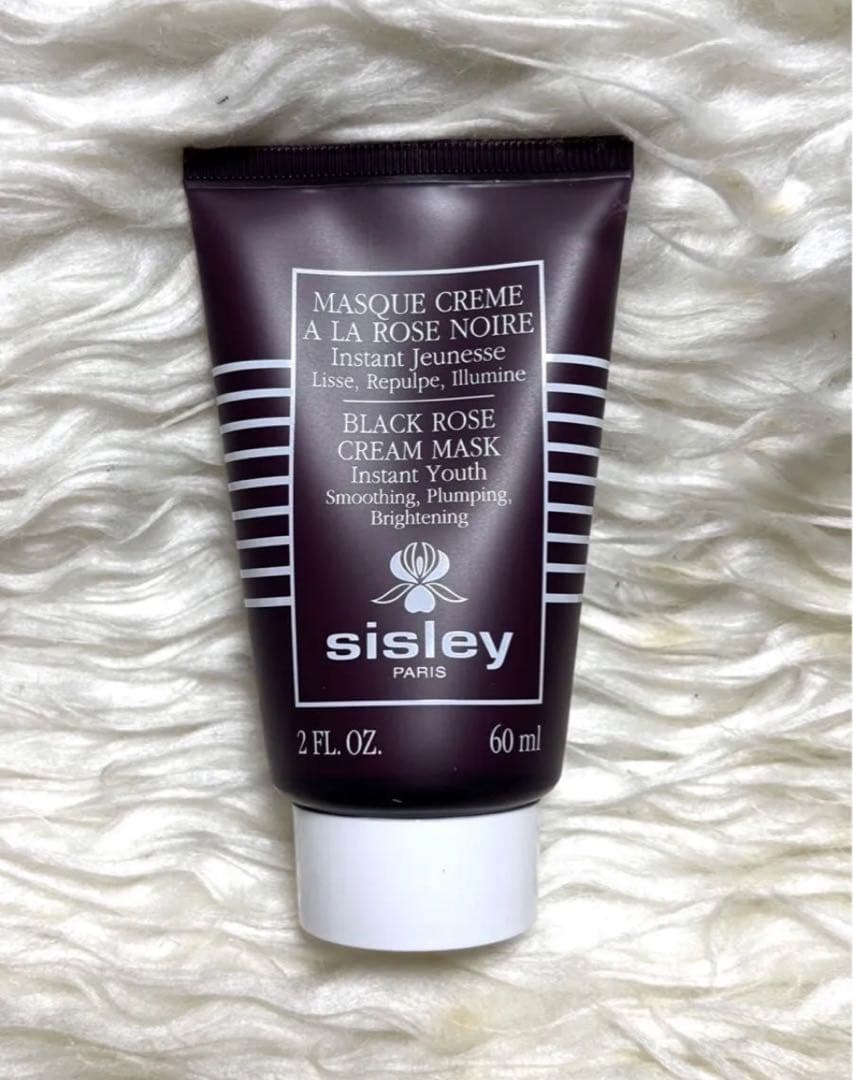 MASQUE CREME
A LA ROSE NOIRE
Instant Jeunesse
Lisse, Repulpe, Illumine
BLACK ROSE
CREAM MASK
Instant Youth
Smoothing, Plumping,
Brightening
sisley
PARIS
2 FL. OZ. 60 ml